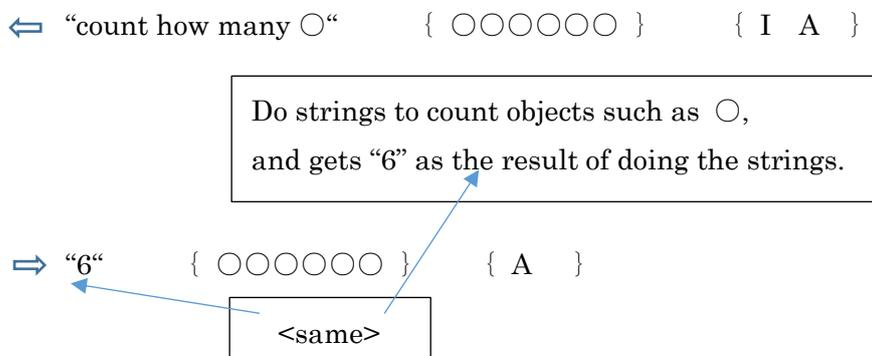 ⇦ “count how many ○“ { ○○○○○○ } { I A }
Do strings to count objects such as ○,
and gets “6” as the result of doing the strings.
⇨ “6“ { ○○○○○○ } { A }
<same>